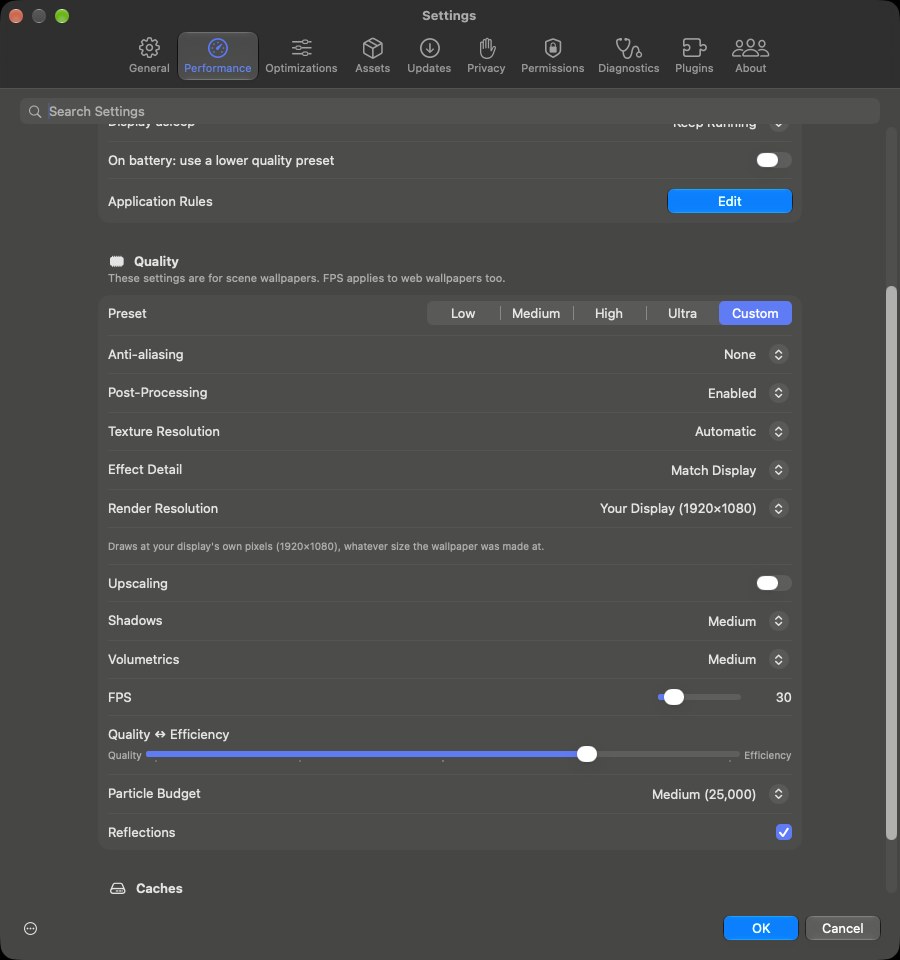 Settings
General
Performance
Optimizations
Assets
Updates
Privacy
Permissions
Diagnostics
Plugins
About
Search Settings
Display asleep Keep Running
On battery: use a lower quality preset
Application Rules Edit
Quality
These settings are for scene wallpapers. FPS applies to web wallpapers too.
Preset Low Medium High Ultra Custom
Anti-aliasing None
Post-Processing Enabled
Texture Resolution Automatic
Effect Detail Match Display
Render Resolution Your Display (1920×1080)
Draws at your display's own pixels (1920×1080), whatever size the wallpaper was made at.
Upscaling
Shadows Medium
Volumetrics Medium
FPS 30
Quality ↔ Efficiency
Quality Efficiency
Particle Budget Medium (25,000)
Reflections
Caches
OK Cancel